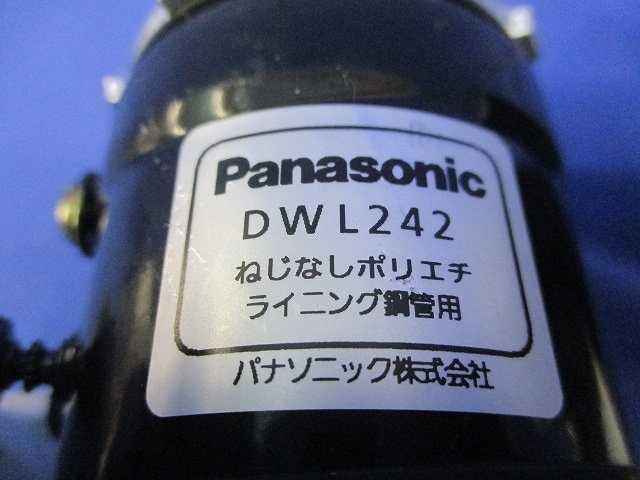 Panasonic
DWL242
ねじなしポリエチ
ライニング鋼管用
パナソニック株式会社